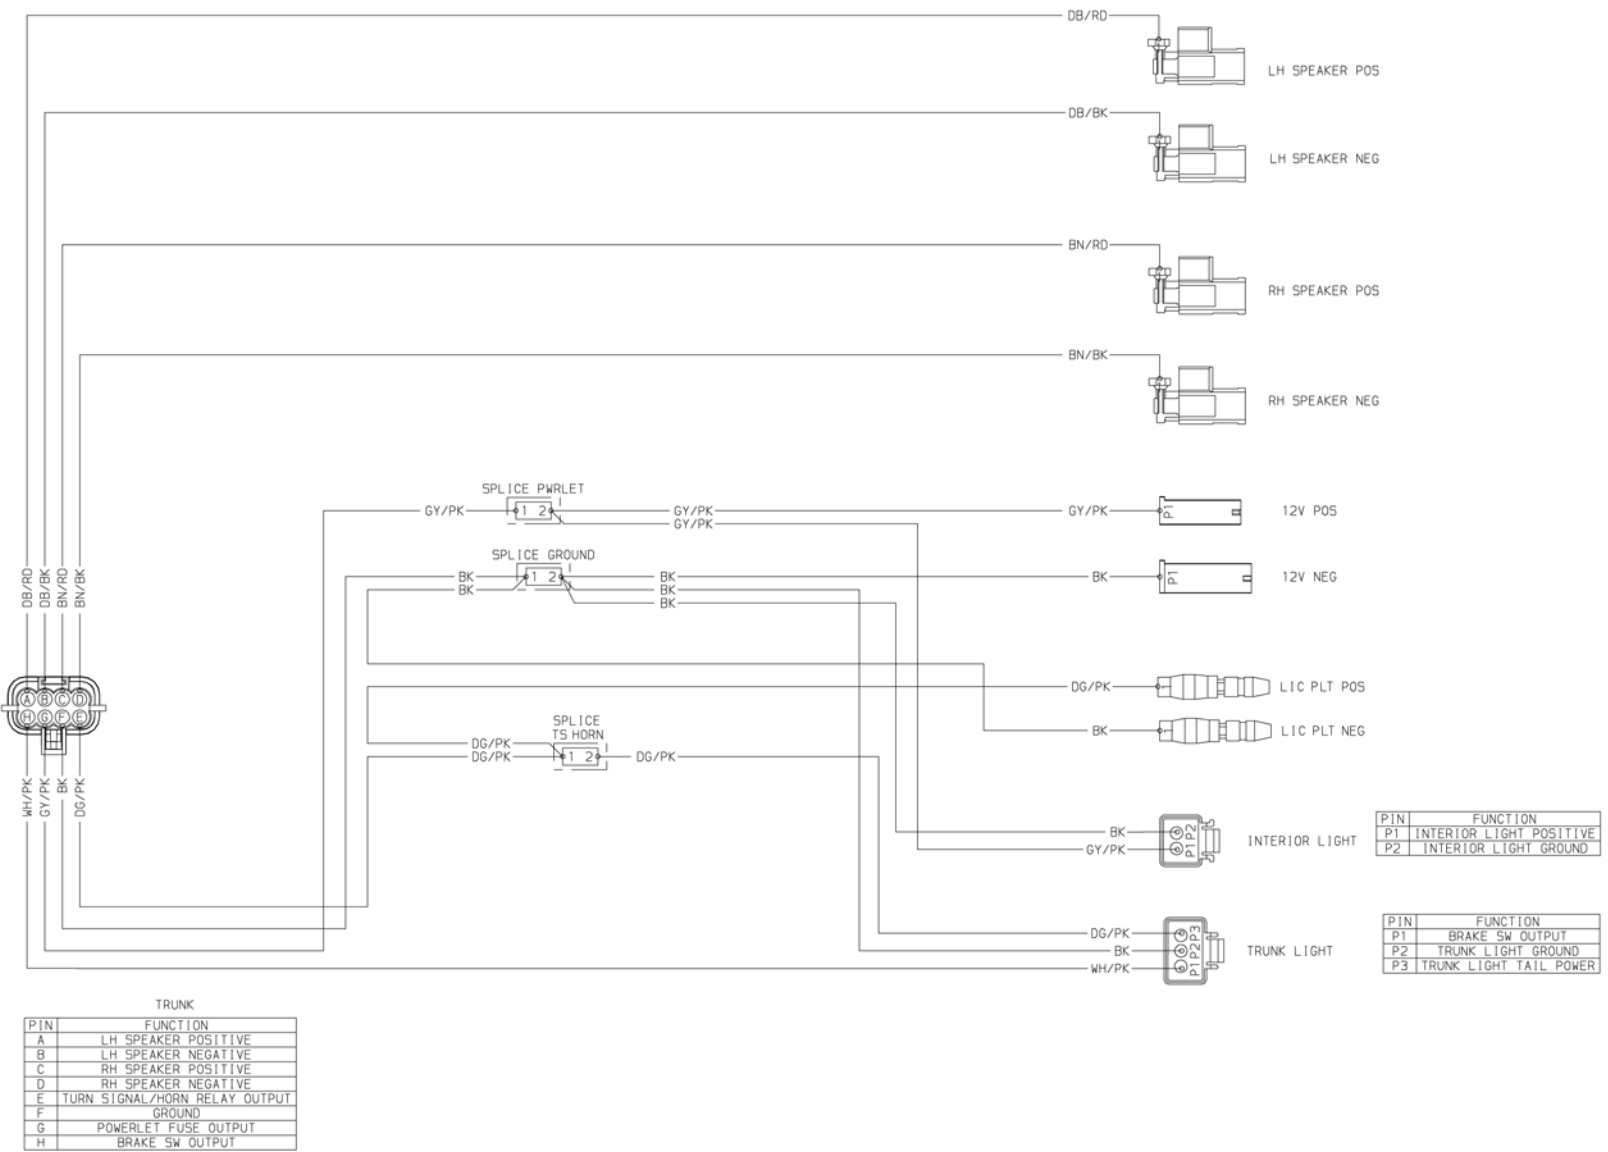 DB/RD
LH SPEAKER POS
DB/BK
LH SPEAKER NEG
BN/RD
RH SPEAKER POS
BN/BK
RH SPEAKER NEG
SPLICE PWRLET
GY/PK
1 2
GY/PK
GY/PK
GY/PK
P1
12V POS
SPLICE GROUND
BK
BK
1 2
BK
BK
BK
BK
P1
12V NEG
DB/RD
DB/BK
BN/RD
BN/BK
A B C D
H G F E
WH/PK
GY/PK
BK
DG/PK
DG/PK
LIC PLT POS
BK
LIC PLT NEG
SPLICE
TS HORN
DG/PK
DG/PK
1 2
DG/PK
BK
GY/PK
P2
P1
INTERIOR LIGHT
PIN FUNCTION
P1 INTERIOR LIGHT POSITIVE
P2 INTERIOR LIGHT GROUND
DG/PK
BK
WH/PK
P3
P2
P1
TRUNK LIGHT
PIN FUNCTION
P1 BRAKE SW OUTPUT
P2 TRUNK LIGHT GROUND
P3 TRUNK LIGHT TAIL POWER
TRUNK
PIN FUNCTION
A LH SPEAKER POSITIVE
B LH SPEAKER NEGATIVE
C RH SPEAKER POSITIVE
D RH SPEAKER NEGATIVE
E TURN SIGNAL/HORN RELAY OUTPUT
F GROUND
G POWERLET FUSE OUTPUT
H BRAKE SW OUTPUT